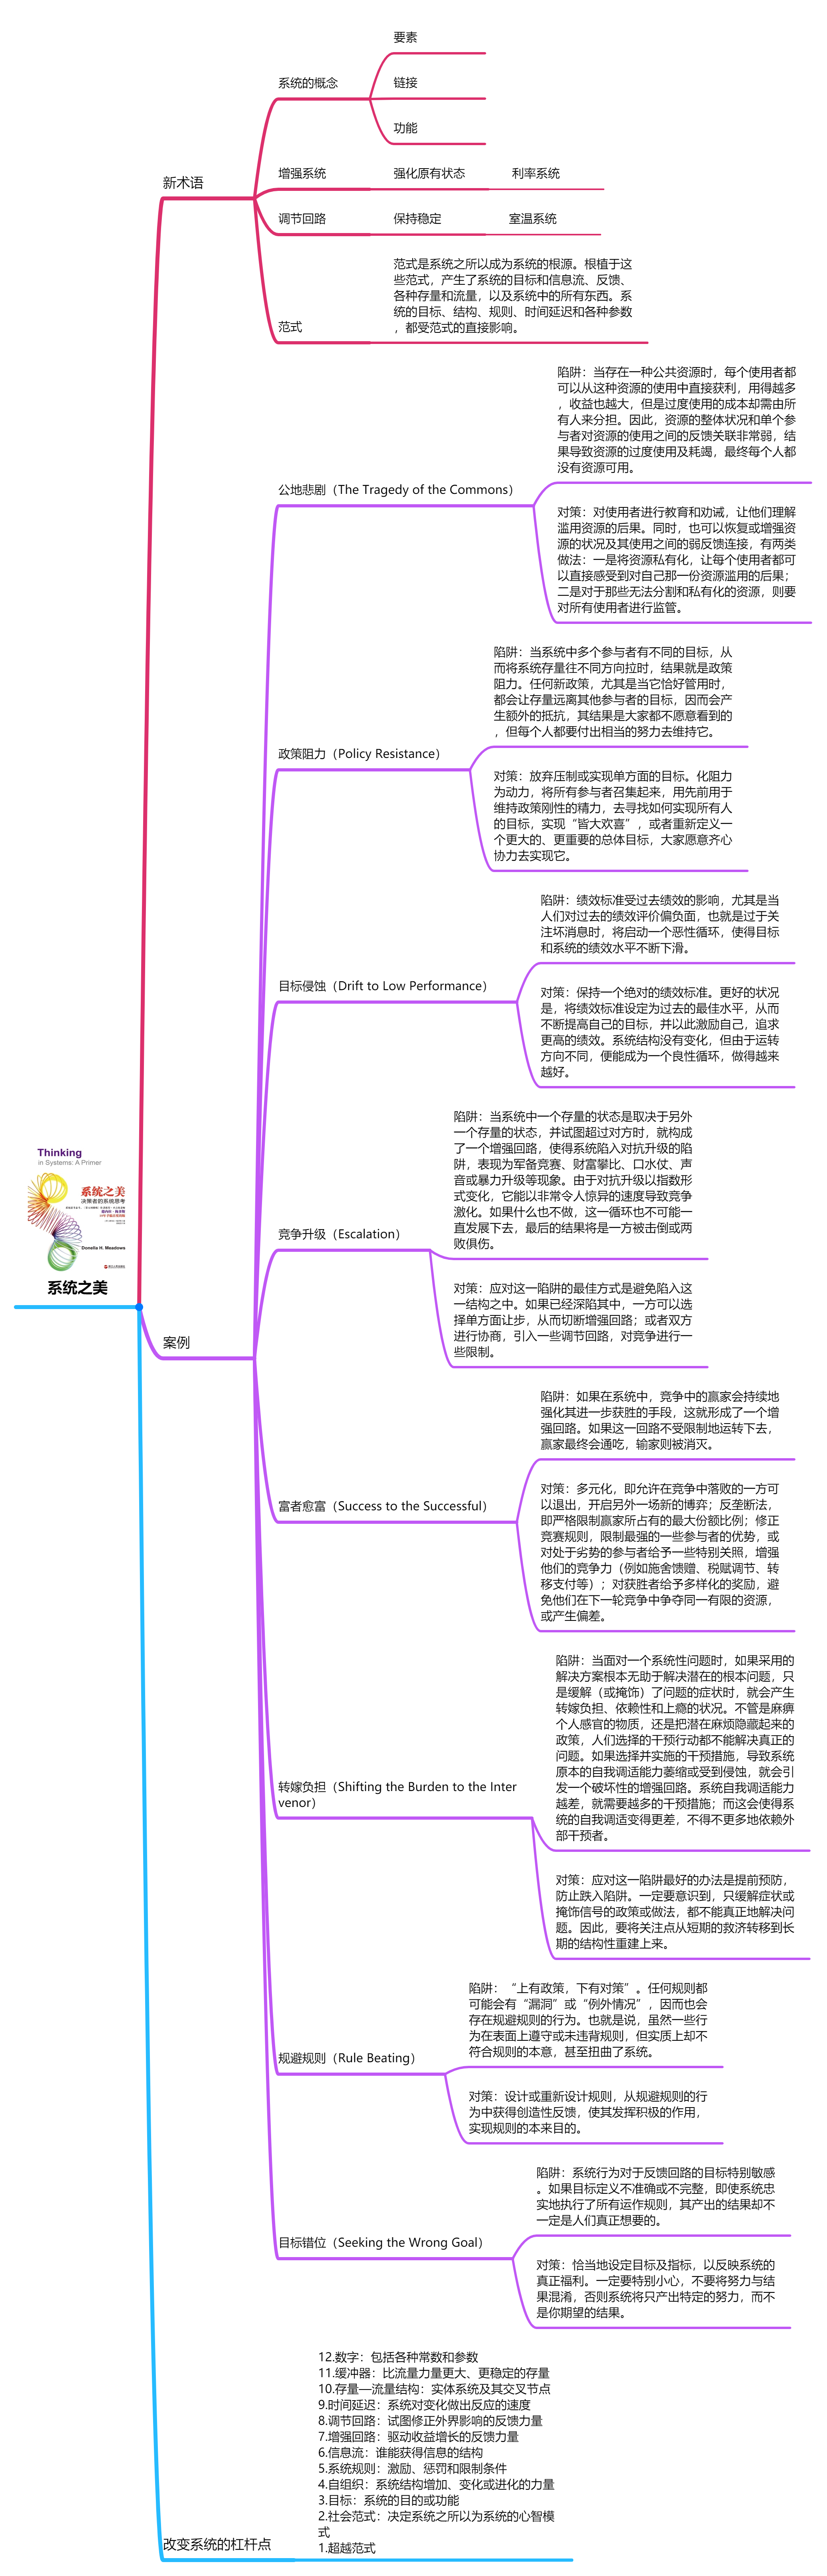 要素
系统的概念
链接
功能
新术语
增强系统
强化原有状态
利率系统
调节回路
保持稳定
室温系统
范式是系统之所以成为系统的根源。根植于这
些范式，产生了系统的目标和信息流、反馈、
各种存量和流量，以及系统中的所有东西。系
统的目标、结构、规则、时间延迟和各种参数
，都受范式的直接影响。
范式
陷阱：当存在一种公共资源时，每个使用者都
可以从这种资源的使用中直接获利，用得越多
，收益也越大，但是过度使用的成本却需由所
有人来分担。因此，资源的整体状况和单个参
与者对资源的使用之间的反馈关联非常弱，结
果导致资源的过度使用及耗竭，最终每个人都
没有资源可用。
公地悲剧（The Tragedy of the Commons）
对策：对使用者进行教育和劝诫，让他们理解
滥用资源的后果。同时，也可以恢复或增强资
源的状况及其使用之间的弱反馈连接，有两类
做法：一是将资源私有化，让每个使用者都可
以直接感受到对自己那一份资源滥用的后果；
二是对于那些无法分割和私有化的资源，则要
对所有使用者进行监管。
陷阱：当系统中多个参与者有不同的目标，从
而将系统存量往不同方向拉时，结果就是政策
阻力。任何新政策，尤其是当它恰好管用时，
都会让存量远离其他参与者的目标，因而会产
生额外的抵抗，其结果是大家都不愿意看到的
，但每个人都要付出相当的努力去维持它。
政策阻力（Policy Resistance）
对策：放弃压制或实现单方面的目标。化阻力
为动力，将所有参与者召集起来，用先前用于
维持政策刚性的精力，去寻找如何实现所有人
的目标，实现“皆大欢喜”，或者重新定义一
个更大的、更重要的总体目标，大家愿意齐心
协力去实现它。
陷阱：绩效标准受过去绩效的影响，尤其是当
人们对过去的绩效评价偏负面，也就是过于关
注坏消息时，将启动一个恶性循环，使得目标
和系统的绩效水平不断下滑。
目标侵蚀（Drift to Low Performance）
对策：保持一个绝对的绩效标准。更好的状况
是，将绩效标准设定为过去的最佳水平，从而
不断提高自己的目标，并以此激励自己，追求
更高的绩效。系统结构没有变化，但由于运转
方向不同，便能成为一个良性循环，做得越来
越好。
陷阱：当系统中一个存量的状态是取决于另外
一个存量的状态，并试图超过对方时，就构成
了一个增强回路，使得系统陷入对抗升级的陷
阱，表现为军备竞赛、财富攀比、口水仗、声
音或暴力升级等现象。由于对抗升级以指数形
式变化，它能以非常令人惊异的速度导致竞争
激化。如果什么也不做，这一循环也不可能一
直发展下去，最后的结果将是一方被击倒或两
败俱伤。
竞争升级（Escalation）
对策：应对这一陷阱的最佳方式是避免陷入这
一结构之中。如果已经深陷其中，一方可以选
择单方面让步，从而切断增强回路；或者双方
进行协商，引入一些调节回路，对竞争进行一
些限制。
Thinking
in Systems: A Primer
系统之美
决策者的系统思考
Donella H. Meadows
系统之美
案例
陷阱：如果在系统中，竞争中的赢家会持续地
强化其进一步获胜的手段，这就形成了一个增
强回路。如果这一回路不受限制地运转下去，
赢家最终会通吃，输家则被消灭。
富者愈富（Success to the Successful）
对策：多元化，即允许在竞争中落败的一方可
以退出，开启另外一场新的博弈；反垄断法，
即严格限制赢家所占有的最大份额比例；修正
竞赛规则，限制最强的一些参与者的优势，或
对处于劣势的参与者给予一些特别关照，增强
他们的竞争力（例如施舍馈赠、税赋调节、转
移支付等）；对获胜者给予多样化的奖励，避
免他们在下一轮竞争中争夺同一有限的资源，
或产生偏差。
陷阱：当面对一个系统性问题时，如果采用的
解决方案根本无助于解决潜在的根本问题，只
是缓解（或掩饰）了问题的症状时，就会产生
转嫁负担、依赖性和上瘾的状况。不管是麻痹
个人感官的物质，还是把潜在麻烦隐藏起来的
政策，人们选择的干预行动都不能解决真正的
问题。如果选择并实施的干预措施，导致系统
原本的自我调适能力萎缩或受到侵蚀，就会引
发一个破坏性的增强回路。系统自我调适能力
越差，就需要越多的干预措施；而这会使得系
统的自我调适变得更差，不得不更多地依赖外
部干预者。
转嫁负担（Shifting the Burden to the Inter
venor）
对策：应对这一陷阱最好的办法是提前预防，
防止跌入陷阱。一定要意识到，只缓解症状或
掩饰信号的政策或做法，都不能真正地解决问
题。因此，要将关注点从短期的救济转移到长
期的结构性重建上来。
陷阱：“上有政策，下有对策”。任何规则都
可能会有“漏洞”或“例外情况”，因而也会
存在规避规则的行为。也就是说，虽然一些行
为在表面上遵守或未违背规则，但实质上却不
符合规则的本意，甚至扭曲了系统。
规避规则（Rule Beating）
对策：设计或重新设计规则，从规避规则的行
为中获得创造性反馈，使其发挥积极的作用，
实现规则的本来目的。
陷阱：系统行为对于反馈回路的目标特别敏感
。如果目标定义不准确或不完整，即使系统忠
实地执行了所有运作规则，其产出的结果却不
一定是人们真正想要的。
目标错位（Seeking the Wrong Goal）
对策：恰当地设定目标及指标，以反映系统的
真正福利。一定要特别小心，不要将努力与结
果混淆，否则系统将只产出特定的努力，而不
是你期望的结果。
12.数字：包括各种常数和参数
11.缓冲器：比流量力量更大、更稳定的存量
10.存量—流量结构：实体系统及其交叉节点
9.时间延迟：系统对变化做出反应的速度
8.调节回路：试图修正外界影响的反馈力量
7.增强回路：驱动收益增长的反馈力量
6.信息流：谁能获得信息的结构
5.系统规则：激励、惩罚和限制条件
4.自组织：系统结构增加、变化或进化的力量
3.目标：系统的目的或功能
2.社会范式：决定系统之所以为系统的心智模
式
1.超越范式
改变系统的杠杆点